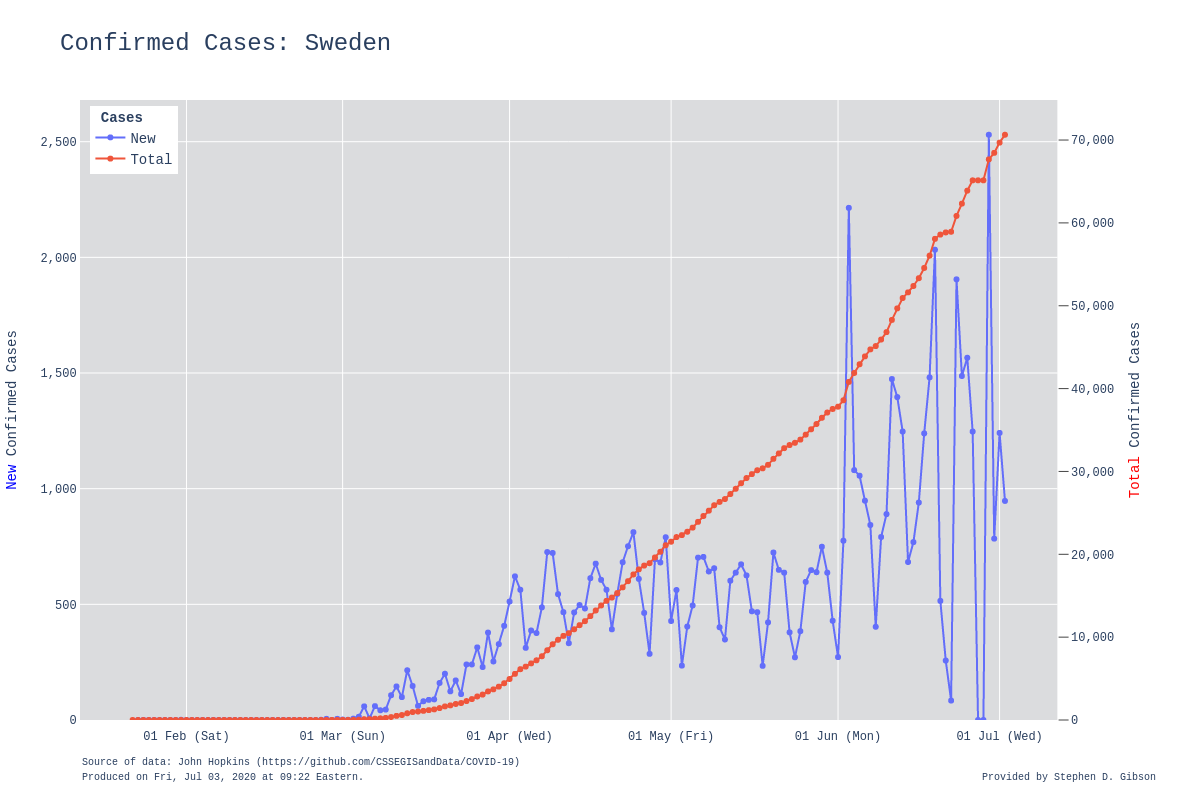 Confirmed Cases: Sweden
Cases
New
Total
2,500
2,000
1,500
1,000
500
0
New Confirmed Cases
70,000
60,000
50,000
40,000
30,000
20,000
10,000
0
Total Confirmed Cases
01 Feb (Sat)
01 Mar (Sun)
01 Apr (Wed)
01 May (Fri)
01 Jun (Mon)
01 Jul (Wed)
Source of data: John Hopkins (https://github.com/CSSEGISandData/COVID-19)
Produced on Fri, Jul 03, 2020 at 09:22 Eastern.
Provided by Stephen D. Gibson